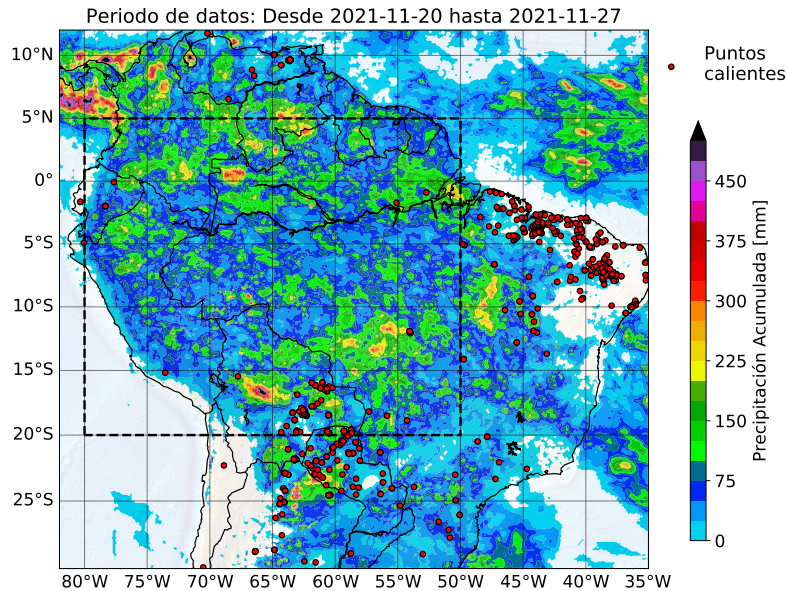 Periodo de datos: Desde 2021-11-20 hasta 2021-11-27
10°N
5°N
0°
5°S
10°S
15°S
20°S
25°S
80°W 75°W 70°W 65°W 60°W 55°W 50°W 45°W 40°W 35°W
Puntos
calientes
450
375
300
225
150
75
0
Precipitación Acumulada [mm]